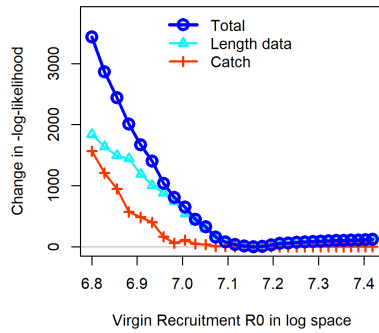 Total
Length data
Catch
Change in -log-likelihood
3000
2000
1000
0
6.8 6.9 7.0 7.1 7.2 7.3 7.4
Virgin Recruitment R0 in log space